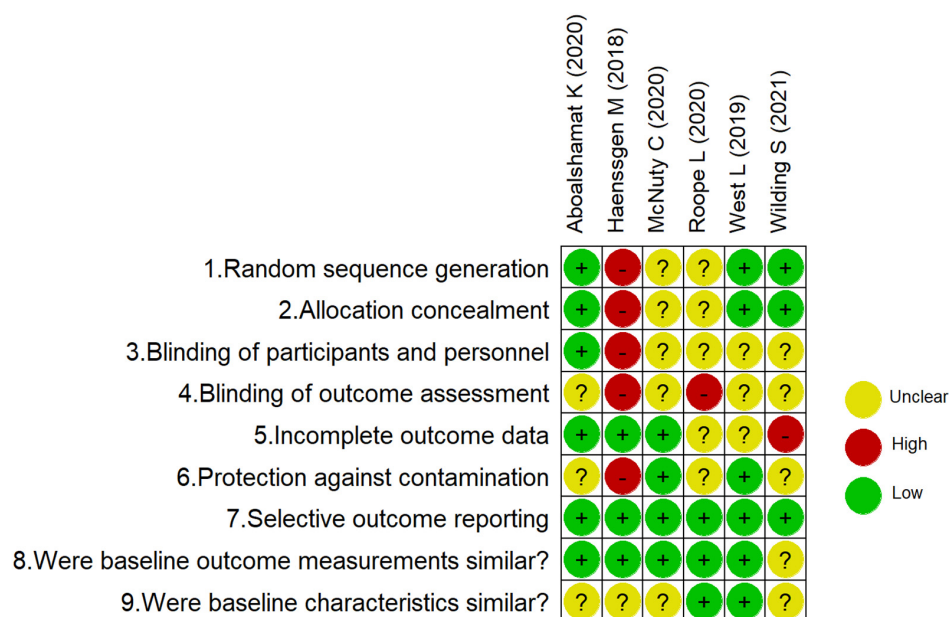 Aboalshamat K (2020)
Haenssgen M (2018)
McNuty C (2020)
Roope L (2020)
West L (2019)
Wilding S (2021)
1.Random sequence generation + - ? ? + +
2.Allocation concealment + - ? ? + +
3.Blinding of participants and personnel + - ? ? ? ?
4.Blinding of outcome assessment ? - ? - ? ?
5.Incomplete outcome data + + + ? ? -
6.Protection against contamination ? - + ? + ?
7.Selective outcome reporting + + + + + +
8.Were baseline outcome measurements similar? + + + + + ?
9.Were baseline characteristics similar? ? ? ? + + ?
Unclear
High
Low